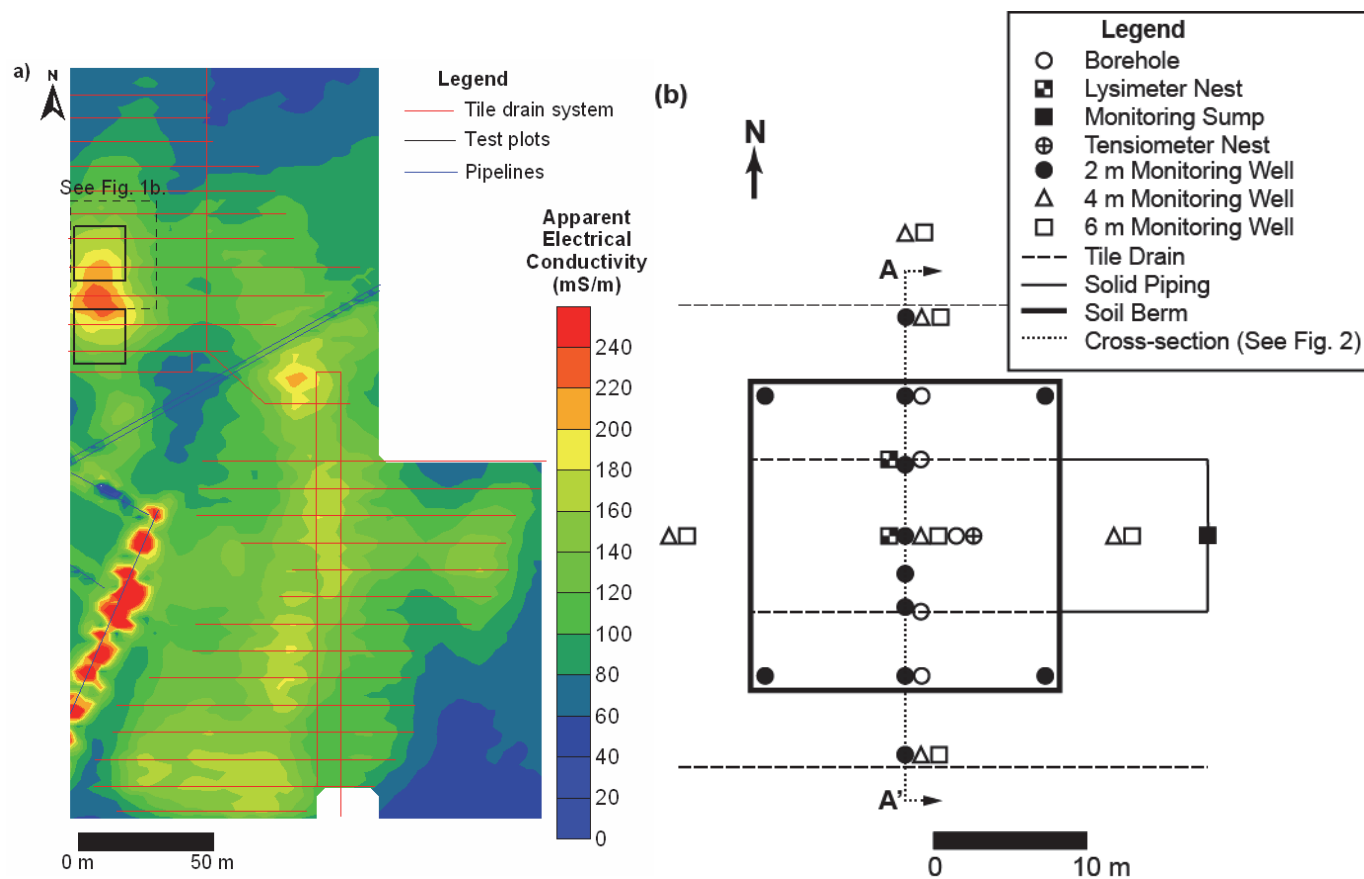 a)
N
Legend
Tile drain system
Test plots
Pipelines
See Fig. 1b.
Apparent
Electrical
Conductivity
(mS/m)
240
220
200
180
160
140
120
100
80
60
40
20
0
0 m
50 m
(b)
N
Legend
Borehole
Lysimeter Nest
Monitoring Sump
Tensiometer Nest
2 m Monitoring Well
4 m Monitoring Well
6 m Monitoring Well
Tile Drain
Solid Piping
Soil Berm
Cross-section (See Fig. 2)
A
A'
0
10 m